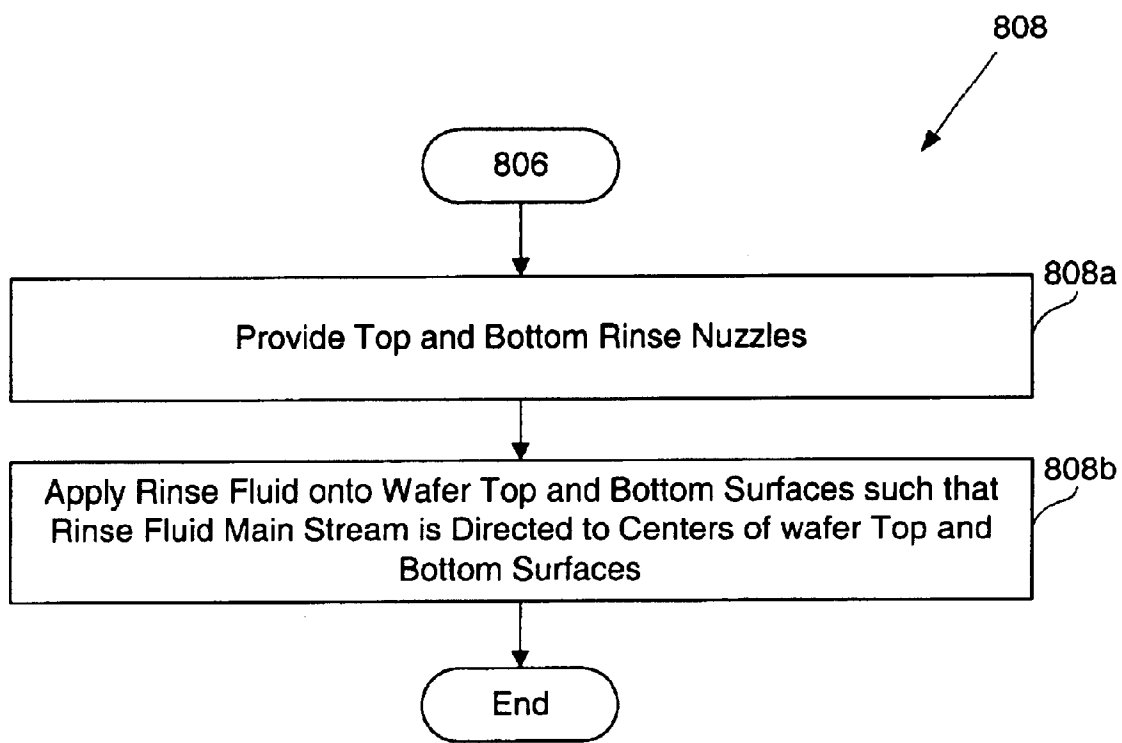 808
806
808a
Provide Top and Bottom Rinse Nuzzles
808b
Apply Rinse Fluid onto Wafer Top and Bottom Surfaces such that
Rinse Fluid Main Stream is Directed to Centers of wafer Top and
Bottom Surfaces
End